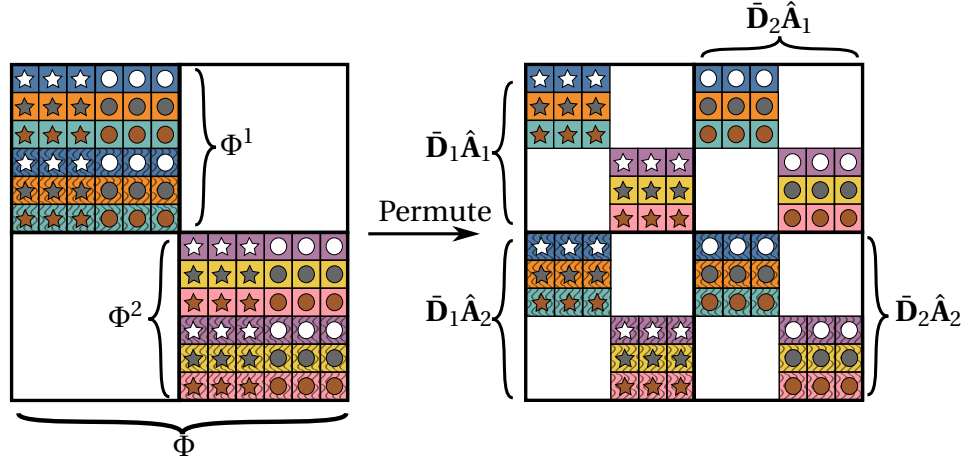 D̄₂Â₁
Φ¹
D̄₁Â₁
Permute
Φ²
D̄₁Â₂
D̄₂Â₂
Φ